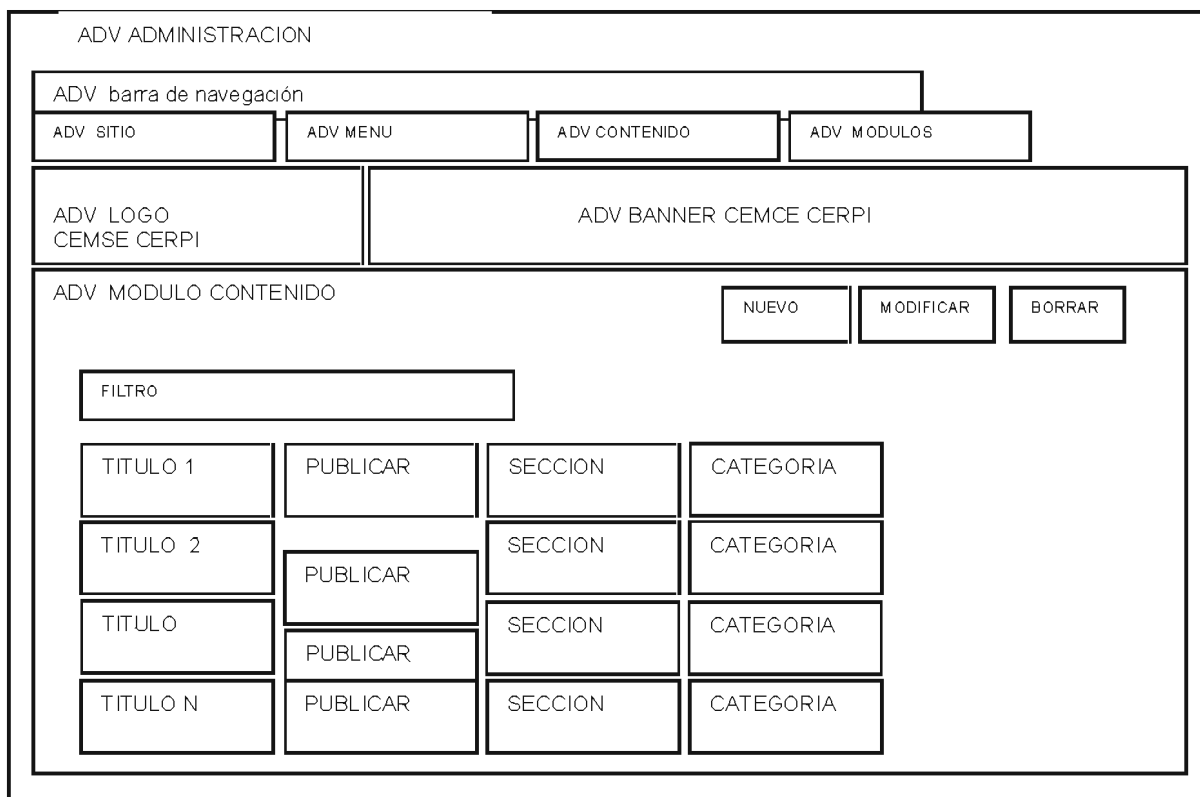 ADV ADMINISTRACION
ADV barra de navegación
ADV SITIO
ADV MENU
ADV CONTENIDO
ADV MODULOS
ADV LOGO
CEMSE CERPI
ADV BANNER CEMCE CERPI
ADV MODULO CONTENIDO
NUEVO
MODIFICAR
BORRAR
FILTRO
TITULO 1
PUBLICAR
SECCION
CATEGORIA
TITULO 2
PUBLICAR
SECCION
CATEGORIA
TITULO
PUBLICAR
SECCION
CATEGORIA
TITULO N
PUBLICAR
SECCION
CATEGORIA